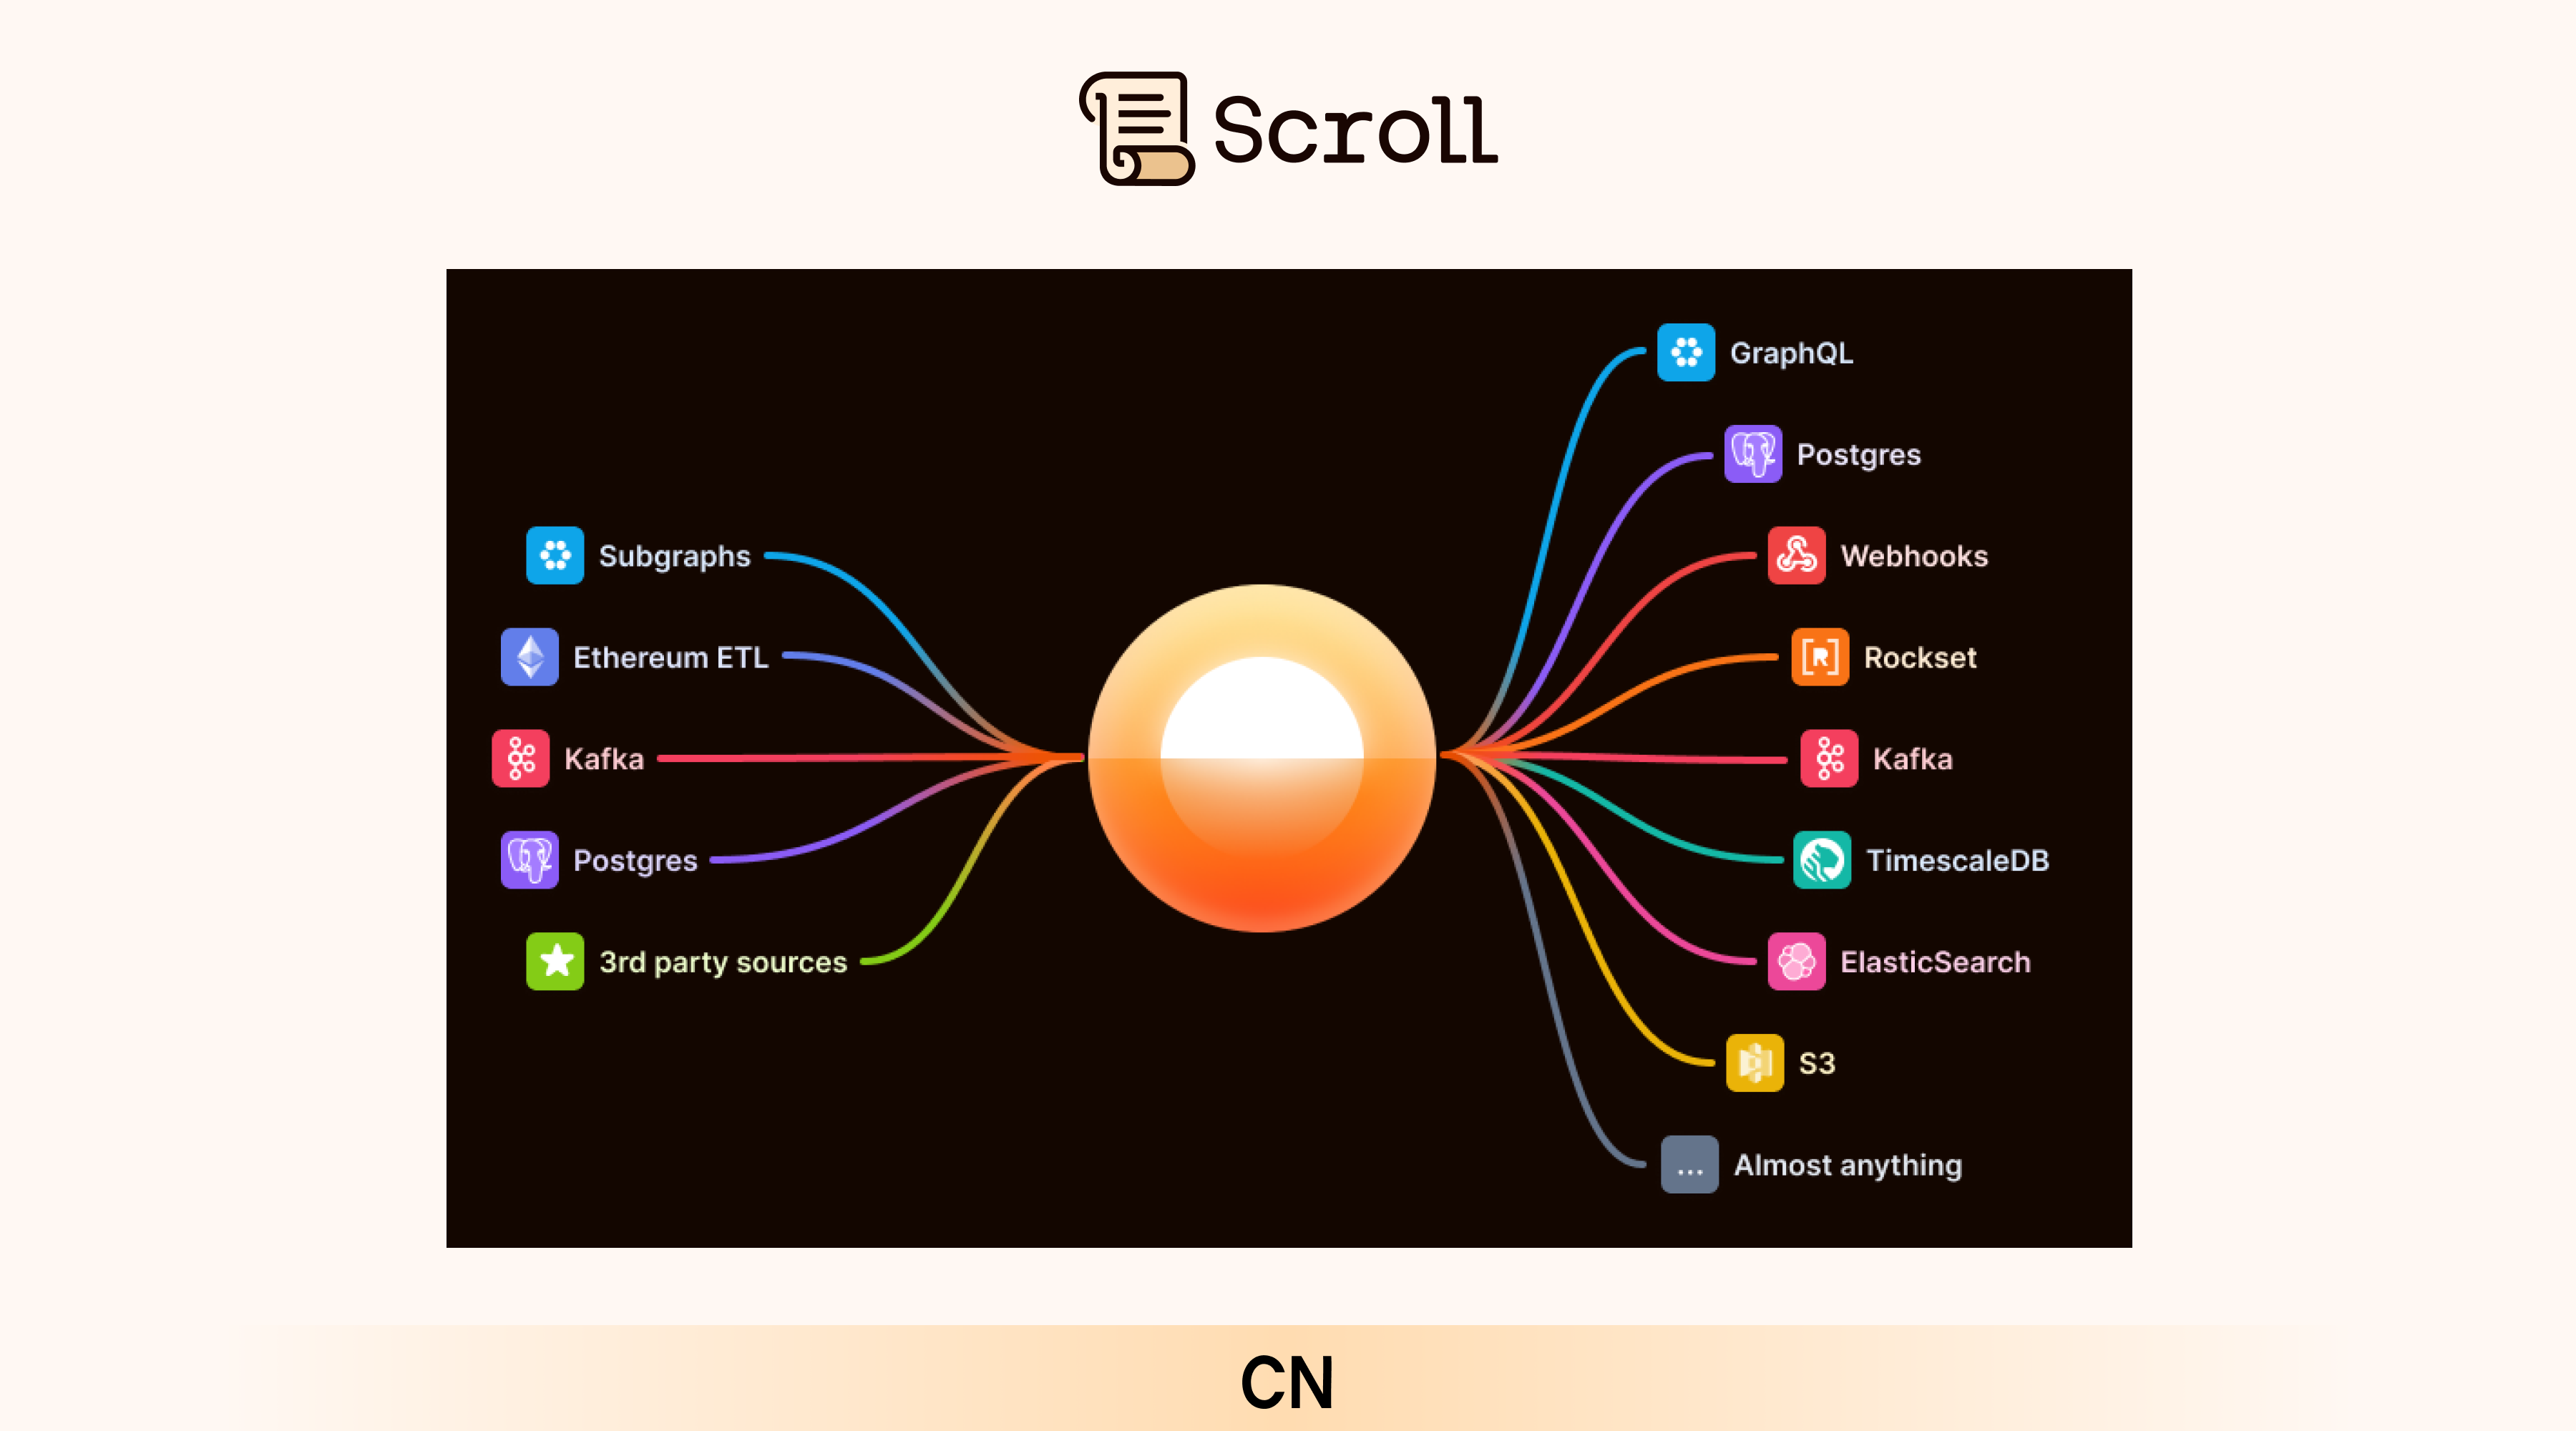 Scroll
Subgraphs
Ethereum ETL
Kafka
Postgres
3rd party sources
GraphQL
Postgres
Webhooks
Rockset
Kafka
TimescaleDB
ElasticSearch
S3
Almost anything
CN